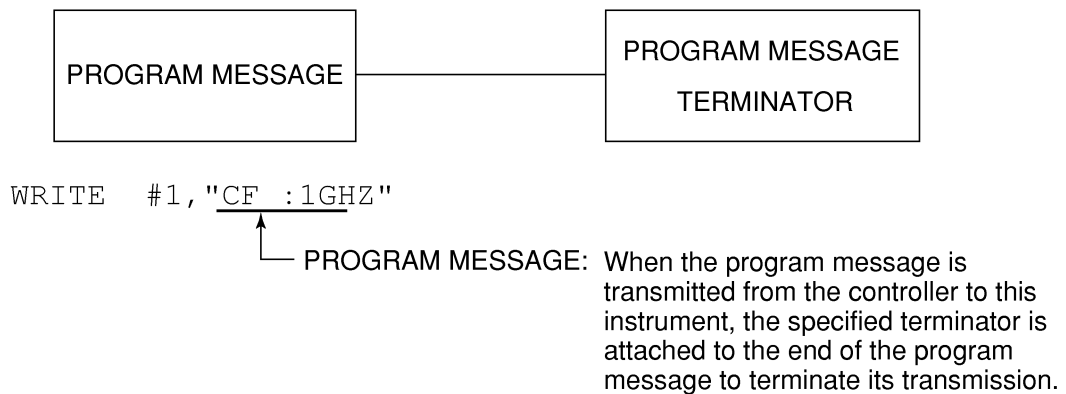 PROGRAM MESSAGE
PROGRAM MESSAGE
TERMINATOR
WRITE #1,"CF :1GHZ"
PROGRAM MESSAGE: When the program message is
transmitted from the controller to this
instrument, the specified terminator is
attached to the end of the program
message to terminate its transmission.